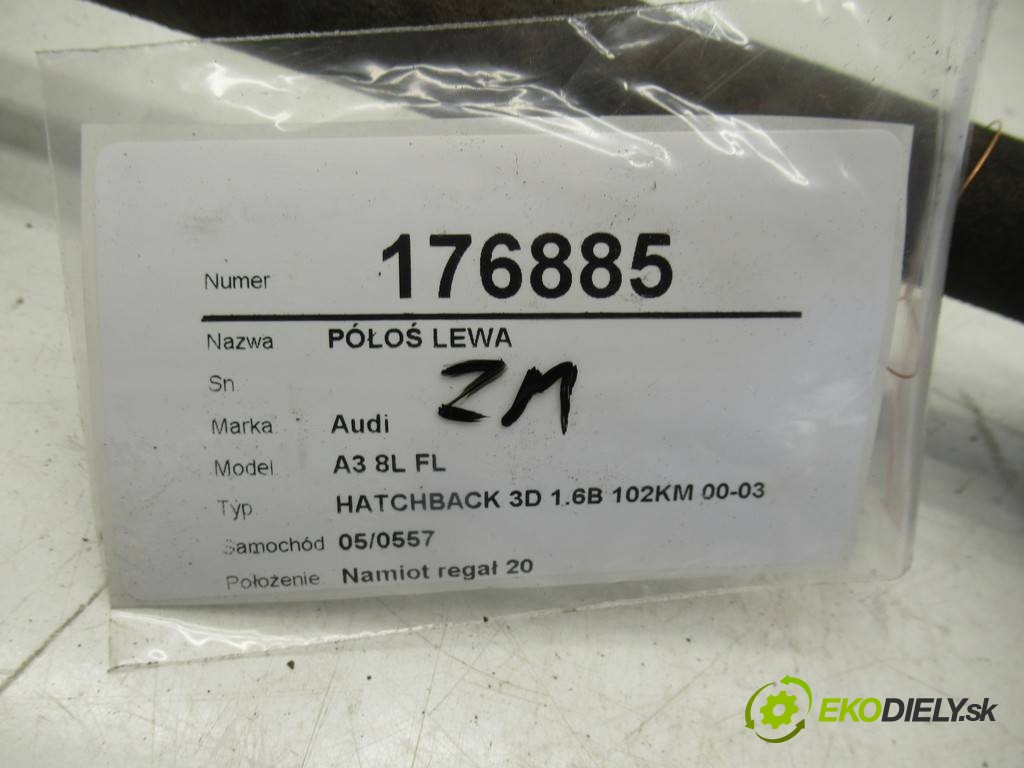 Numer 176885
Nazwa PÓŁOŚ LEWA
Sn
ZM
Marka Audi
Model A3 8L FL
Typ HATCHBACK 3D 1.6B 102KM 00-03
Samochód 05/0557
Położenie Namiot regał 20
EKODIELY.sk